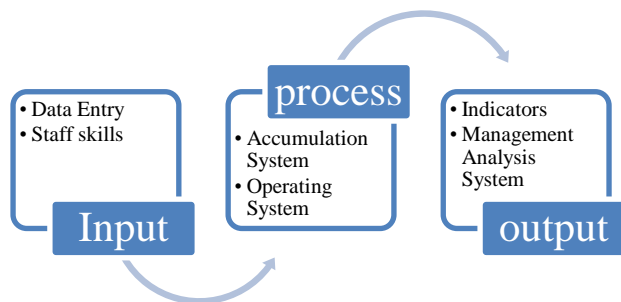 • Data Entry
• Staff skills
Input
process
• Accumulation
System
• Operating
System
• Indicators
• Management
Analysis
System
output